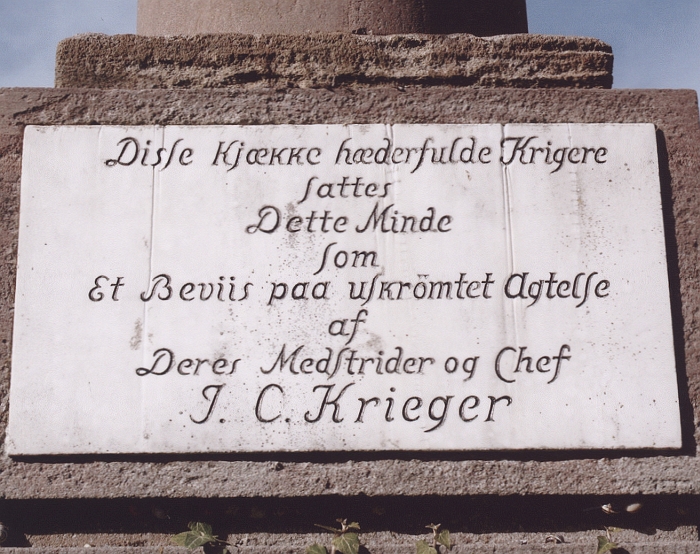 Disſe kjække hæderfulde Krigere
ſattes
Dette Minde
ſom
Et Beviis paa uſkrömtet Agtelſe
af
Deres Medſtrider og Chef
J. C. Krieger